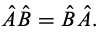 ÂB̂ = B̂Â.